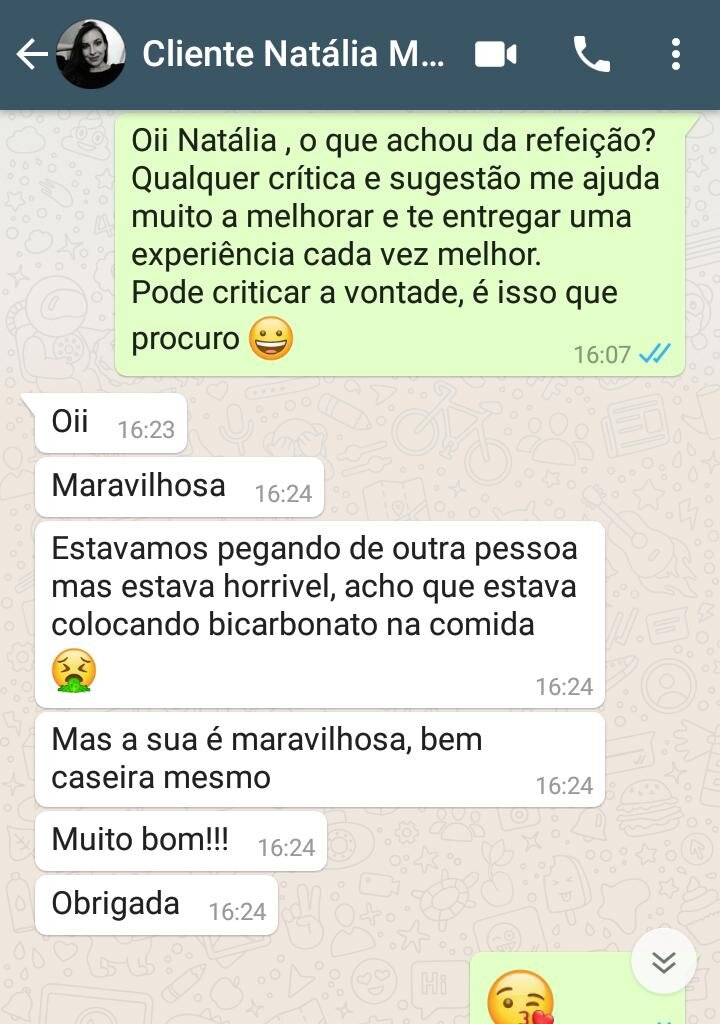 Cliente Natália M...
Oii Natália , o que achou da refeição?
Qualquer crítica e sugestão me ajuda
muito a melhorar e te entregar uma
experiência cada vez melhor.
Pode criticar a vontade, é isso que
procuro 😀
16:07
Oii 16:23
Maravilhosa 16:24
Estavamos pegando de outra pessoa
mas estava horrivel, acho que estava
colocando bicarbonato na comida
🤮
16:24
Mas a sua é maravilhosa, bem
caseira mesmo 16:24
Muito bom!!! 16:24
Obrigada 16:24
😘